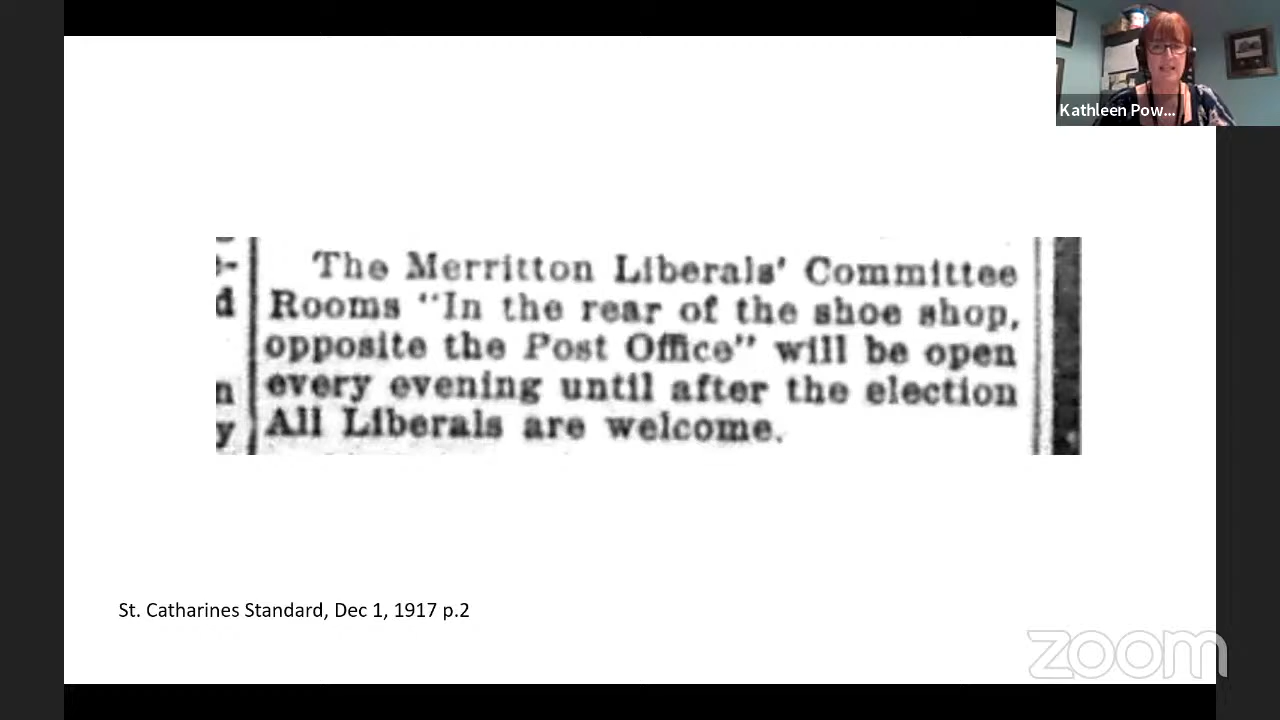 Kathleen Pow...
The Merritton Liberals' Committee
Rooms "In the rear of the shoe shop,
opposite the Post Office" will be open
every evening until after the election
All Liberals are welcome.
St. Catharines Standard, Dec 1, 1917 p.2
zoom